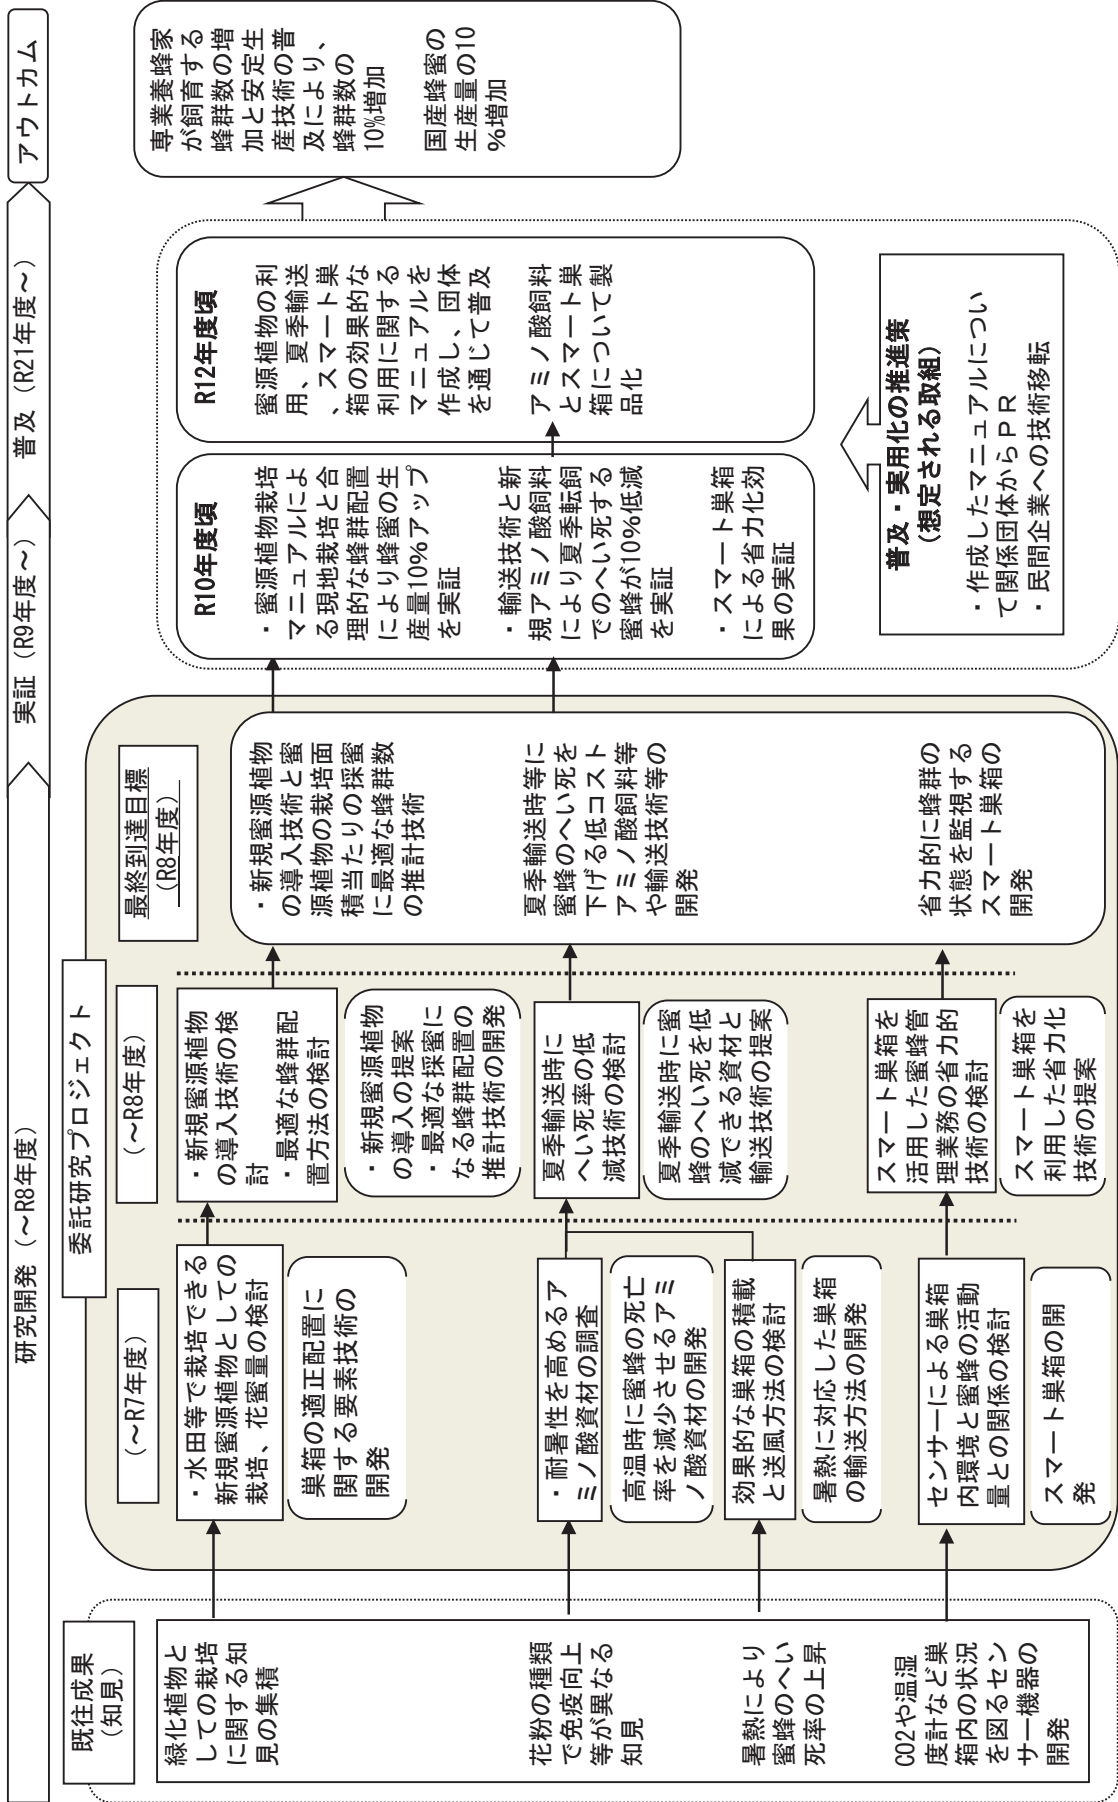 研究開発（～R8年度）
実証（R9年度～）
普及（R21年度～）
アウトカム
既往成果
（知見）
緑化植物と
しての栽培
に関する知
見の集積
花粉の種類
で免疫向上
等が異なる
知見
暑熱により
蜜蜂のへい
死率の上昇
CO2や温湿
度計など巣
箱内の状況
を図るセン
サー機器の
開発
委託研究プロジェクト
（～R7年度）
・水田等で栽培できる
新規蜜源植物としての
栽培、花蜜量の検討
巣箱の適正配置に
関する要素技術の
開発
・耐暑性を高めるア
ミノ酸資材の調査
高温時に蜜蜂の死亡
率を減少させるアミ
ノ酸資材の開発
効果的な巣箱の積載
と送風方法の検討
暑熱に対応した巣箱
の輸送方法の開発
センサーによる巣箱
内環境と蜜蜂の活動
量との関係の検討
スマート巣箱の開
発
（～R8年度）
・新規蜜源植物
の導入技術の検
討
・最適な蜂群配
置方法の検討
・新規蜜源植物
の導入の提案
・最適な採蜜に
なる蜂群配置の
推計技術の開発
夏季輸送時に
へい死率の低
減技術の検討
夏季輸送時に蜜
蜂のへい死を低
減できる資材と
輸送技術の提案
スマート巣箱を
活用した蜜蜂管
理業務の省力的
技術の検討
スマート巣箱を
利用した省力化
技術の提案
最終到達目標
（R8年度）
・新規蜜源植物
の導入技術と蜜
源植物の栽培面
積当たりの採蜜
に最適な蜂群数
の推計技術
夏季輸送時等に
蜜蜂のへい死を
下げる低コスト
アミノ酸飼料等
や輸送技術等の
開発
省力的に蜂群の
状態を監視する
スマート巣箱の
開発
R10年度頃
・蜜源植物栽培
マニュアルによ
る現地栽培と合
理的な蜂群配置
により蜂蜜の生
産量10％アップ
を実証
・輸送技術と新
規アミノ酸飼料
により夏季転飼
でのへい死する
蜜蜂が10％低減
を実証
・スマート巣箱
による省力化効
果の実証
R12年度頃
蜜源植物の利
用、夏季輸送
、スマート巣
箱の効果的な
利用に関する
マニュアルを
作成し、団体
を通じて普及
アミノ酸飼料
とスマート巣
箱について製
品化
普及・実用化の推進策
（想定される取組）
・作成したマニュアルについ
て関係団体からＰＲ
・民間企業への技術移転
専業養蜂家
が飼育する
蜂群数の増
加と安定生
産技術の普
及により、
蜂群数の
10％増加
国産蜂蜜の
生産量の10
％増加